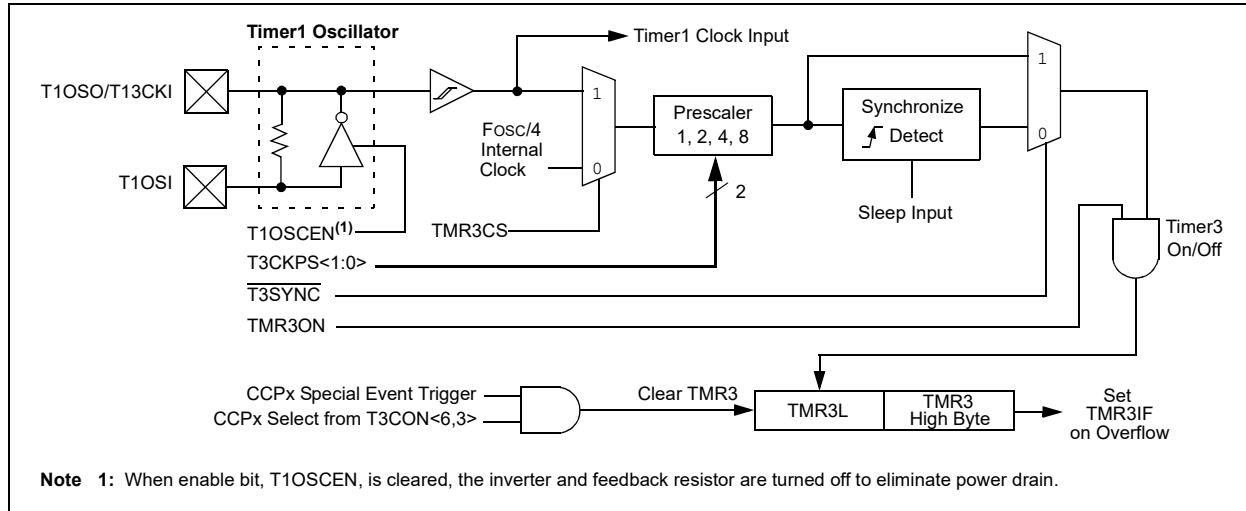 Timer1 Oscillator
Timer1 Clock Input
T1OSO/T13CKI
T1OSI
1
0
FOSC/4
Internal
Clock
Prescaler
1, 2, 4, 8
2
Synchronize
Detect
Sleep Input
1
0
T1OSCEN(1)
TMR3CS
T3CKPS<1:0>
T3SYNC
TMR3ON
Timer3
On/Off
CCPx Special Event Trigger
CCPx Select from T3CON<6,3>
Clear TMR3
TMR3L
TMR3
High Byte
Set
TMR3IF
on Overflow
Note 1: When enable bit, T1OSCEN, is cleared, the inverter and feedback resistor are turned off to eliminate power drain.